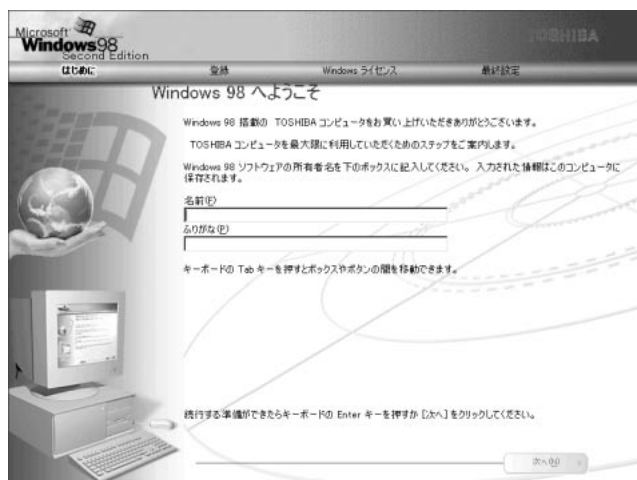 Microsoft
Windows98
Second Edition
TOSHIBA
はじめに 登録 Windows ライセンス 最終設定
Windows 98 へようこそ
Windows 98 搭載の TOSHIBA コンピュータをお買い上げいただきありがとうございます。
TOSHIBA コンピュータを最大限に利用していただくためのステップをご案内します。
Windows 98 ソフトウェアの所有者名を下のボックスに記入してください。 入力された情報はこのコンピュータに
保存されます。
名前(F)
ふりがな(P)
キーボードの Tab キーを押すとボックスやボタンの間を移動できます。
続行する準備ができたらキーボードの Enter キーを押すか [次へ] をクリックしてください。
次へ(N)